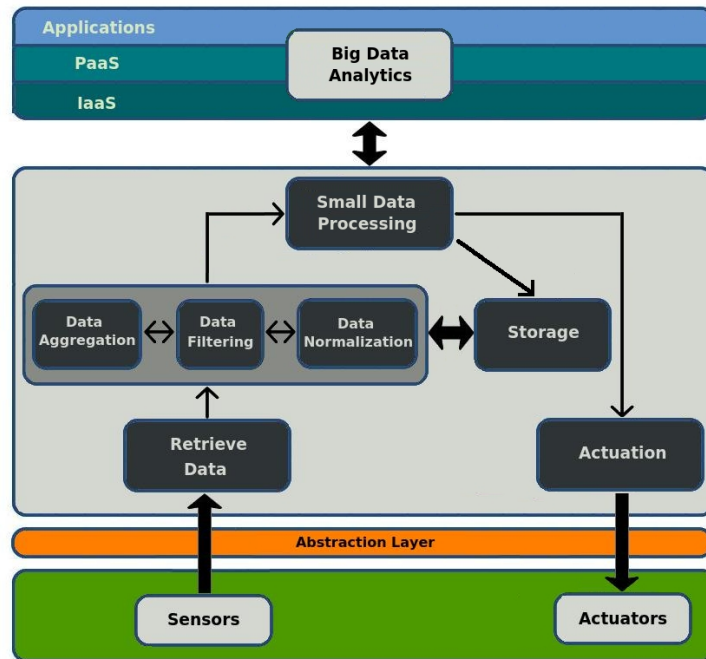 Applications
PaaS
IaaS
Big Data
Analytics
Small Data
Processing
Data
Aggregation
Data
Filtering
Data
Normalization
Storage
Retrieve
Data
Actuation
Abstraction Layer
Sensors
Actuators